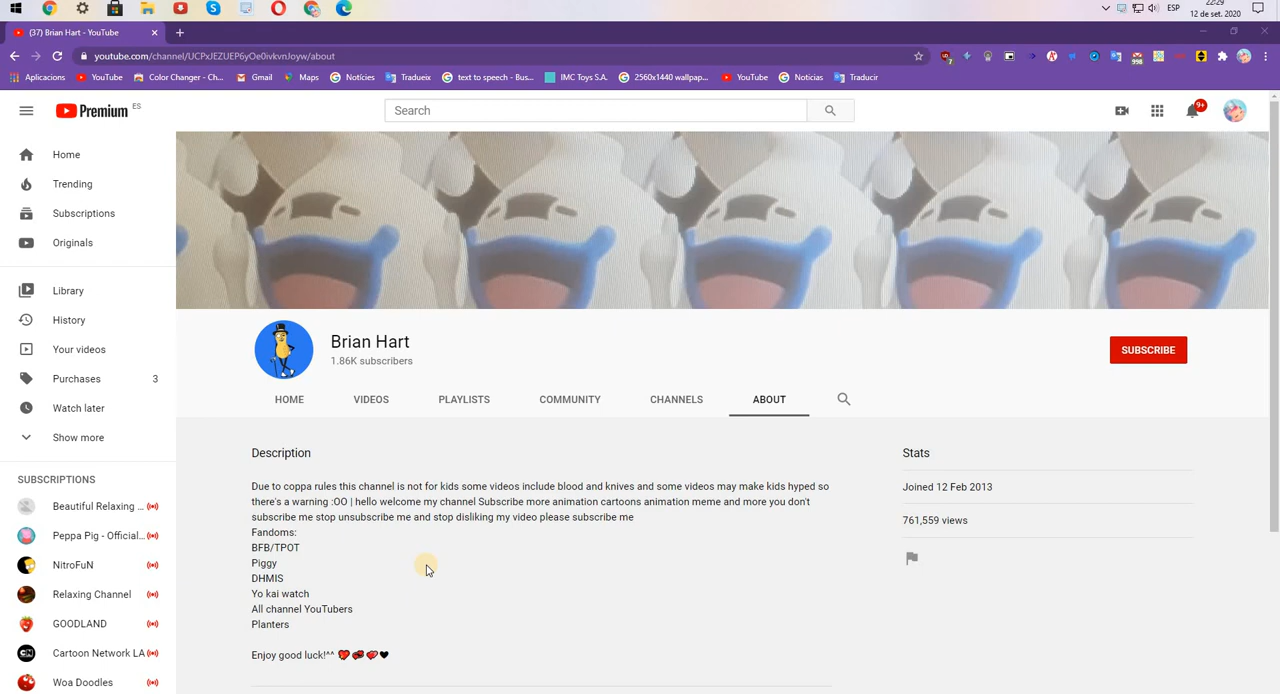 22:29
ESP
12 de set. 2020
(37) Brian Hart - YouTube
youtube.com/channel/UCPxJEZUEP6yOe0ivkvnJoyw/about
998
Aplicacions
YouTube
Color Changer - Ch...
Gmail
Maps
Notícies
Tradueix
text to speech - Bus...
IMC Toys S.A.
2560x1440 wallpap...
YouTube
Noticias
Traducir
Premium ES
Search
9+
Home
Trending
Subscriptions
Originals
Library
History
Your videos
Purchases 3
Watch later
Show more
SUBSCRIPTIONS
Beautiful Relaxing ...
Peppa Pig - Official...
NitroFuN
Relaxing Channel
GOODLAND
Cartoon Network LA
Woa Doodles
Brian Hart
1.86K subscribers
SUBSCRIBE
HOME
VIDEOS
PLAYLISTS
COMMUNITY
CHANNELS
ABOUT
Description
Due to coppa rules this channel is not for kids some videos include blood and knives and some videos may make kids hyped so
there's a warning :OO | hello welcome my channel Subscribe more animation cartoons animation meme and more you don't
subscribe me stop unsubscribe me and stop disliking my video please subscribe me
Fandoms:
BFB/TPOT
Piggy
DHMIS
Yo kai watch
All channel YouTubers
Planters
Enjoy good luck!^^ 💖💋💘🖤
Stats
Joined 12 Feb 2013
761,559 views